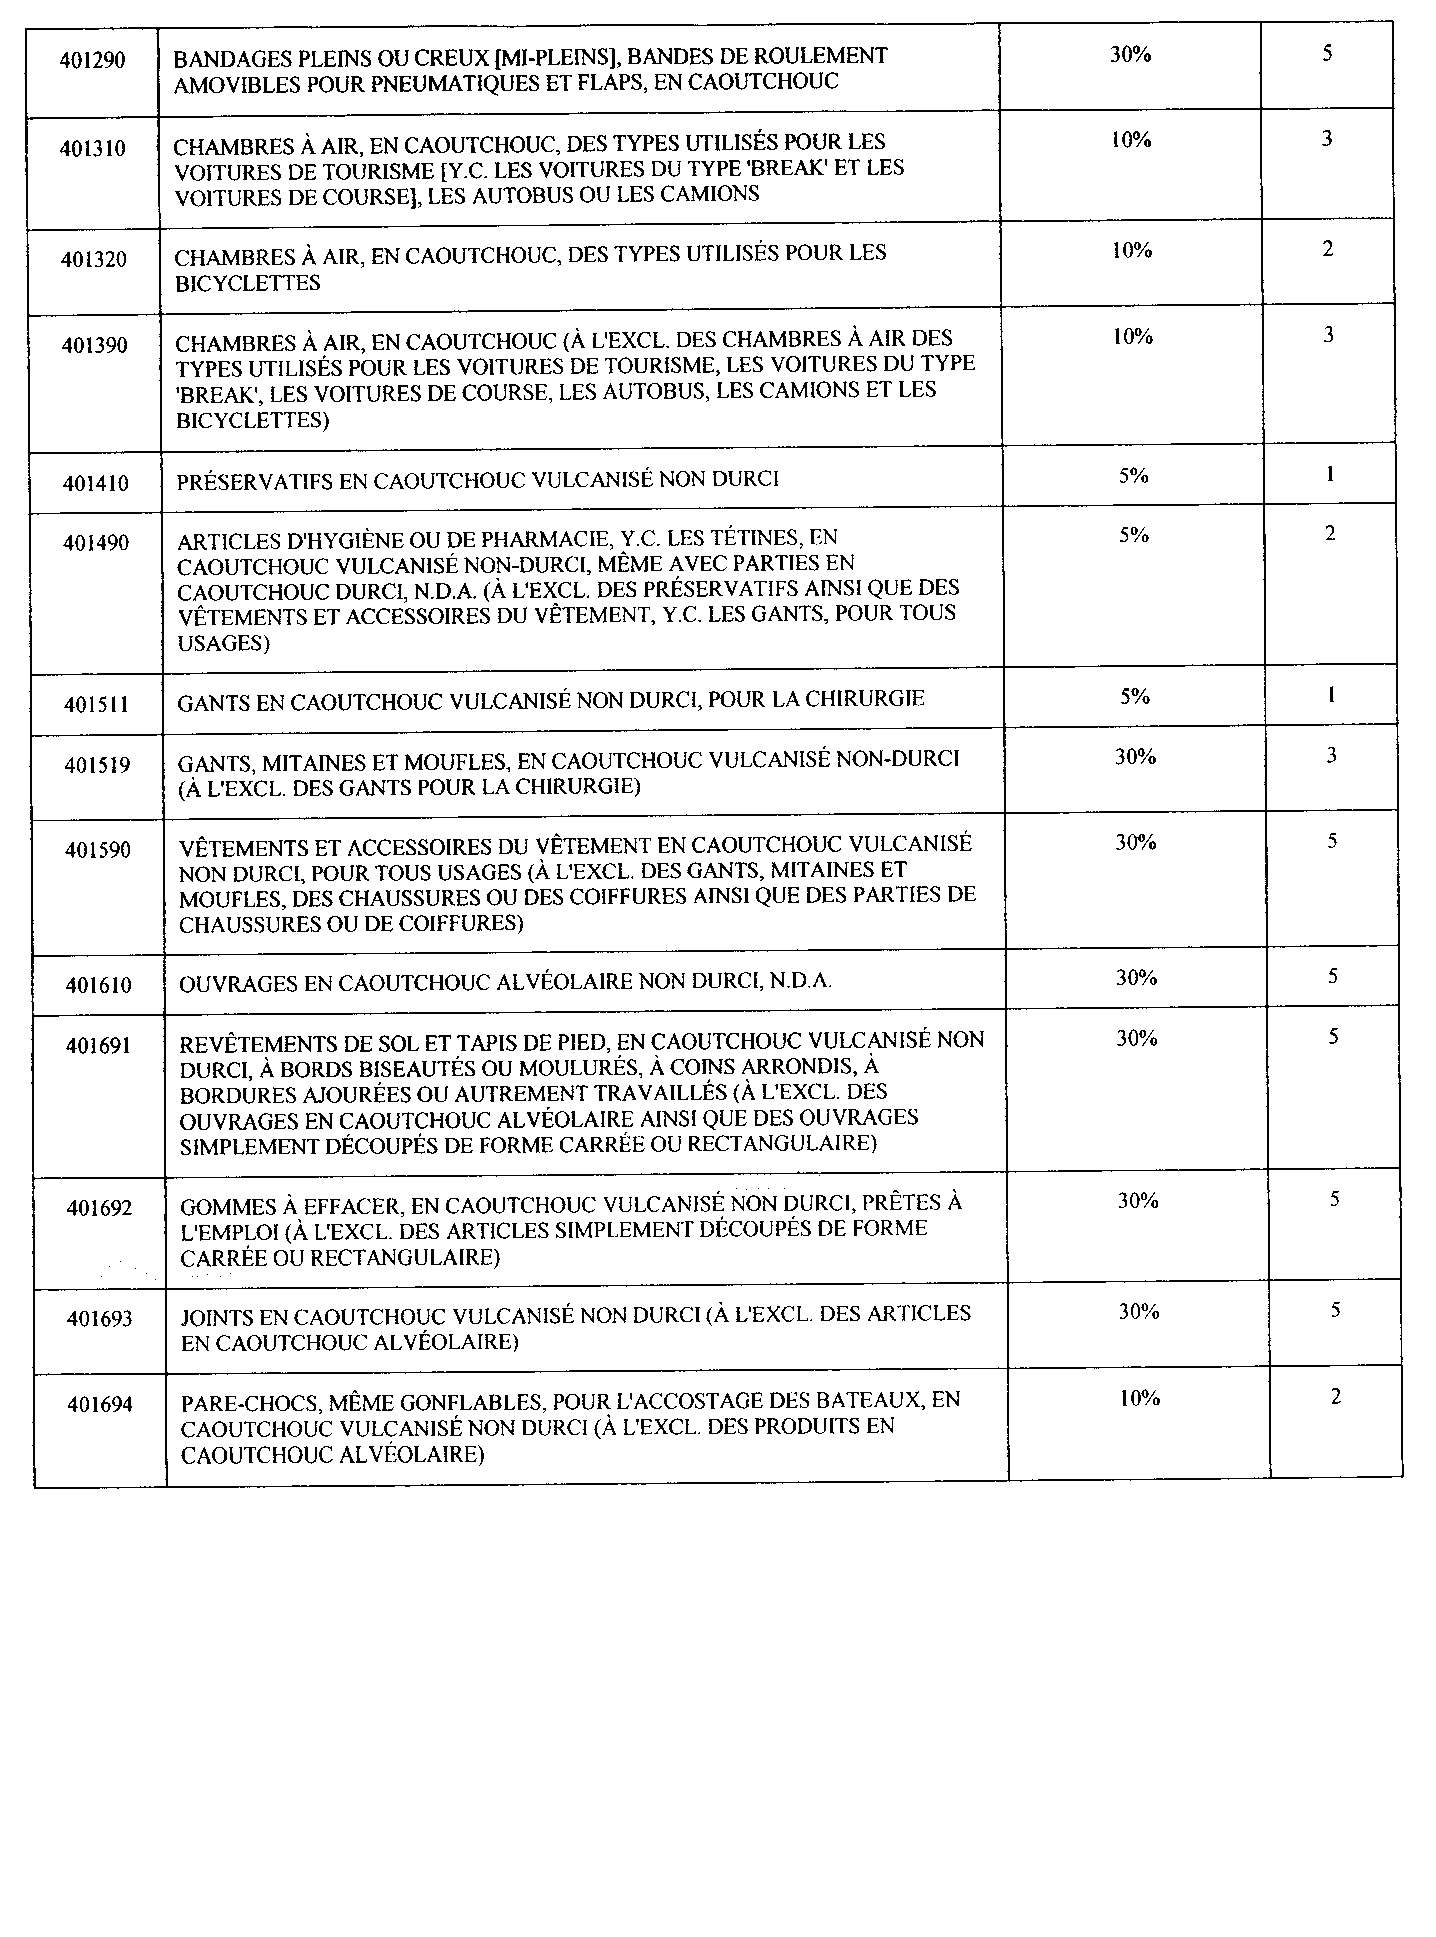 401290 BANDAGES PLEINS OU CREUX [MI-PLEINS], BANDES DE ROULEMENT 30% 5
AMOVIBLES POUR PNEUMATIQUES ET FLAPS, EN CAOUTCHOUC
401310 CHAMBRES À AIR, EN CAOUTCHOUC, DES TYPES UTILISÉS POUR LES 10% 3
VOITURES DE TOURISME [Y.C. LES VOITURES DU TYPE 'BREAK' ET LES
VOITURES DE COURSE], LES AUTOBUS OU LES CAMIONS
401320 CHAMBRES À AIR, EN CAOUTCHOUC, DES TYPES UTILISÉS POUR LES 10% 2
BICYCLETTES
401390 CHAMBRES À AIR, EN CAOUTCHOUC (À L'EXCL. DES CHAMBRES À AIR DES 10% 3
TYPES UTILISÉS POUR LES VOITURES DE TOURISME, LES VOITURES DU TYPE
'BREAK', LES VOITURES DE COURSE, LES AUTOBUS, LES CAMIONS ET LES
BICYCLETTES)
401410 PRÉSERVATIFS EN CAOUTCHOUC VULCANISÉ NON DURCI 5% 1
401490 ARTICLES D'HYGIÈNE OU DE PHARMACIE, Y.C. LES TÉTINES, EN 5% 2
CAOUTCHOUC VULCANISÉ NON-DURCI, MÊME AVEC PARTIES EN
CAOUTCHOUC DURCI, N.D.A. (À L'EXCL. DES PRÉSERVATIFS AINSI QUE DES
VÊTEMENTS ET ACCESSOIRES DU VÊTEMENT, Y.C. LES GANTS, POUR TOUS
USAGES)
401511 GANTS EN CAOUTCHOUC VULCANISÉ NON DURCI, POUR LA CHIRURGIE 5% 1
401519 GANTS, MITAINES ET MOUFLES, EN CAOUTCHOUC VULCANISÉ NON-DURCI 30% 3
(À L'EXCL. DES GANTS POUR LA CHIRURGIE)
401590 VÊTEMENTS ET ACCESSOIRES DU VÊTEMENT EN CAOUTCHOUC VULCANISÉ 30% 5
NON DURCI, POUR TOUS USAGES (À L'EXCL. DES GANTS, MITAINES ET
MOUFLES, DES CHAUSSURES OU DES COIFFURES AINSI QUE DES PARTIES DE
CHAUSSURES OU DE COIFFURES)
401610 OUVRAGES EN CAOUTCHOUC ALVÉOLAIRE NON DURCI, N.D.A. 30% 5
401691 REVÊTEMENTS DE SOL ET TAPIS DE PIED, EN CAOUTCHOUC VULCANISÉ NON 30% 5
DURCI, À BORDS BISEAUTÉS OU MOULURÉS, À COINS ARRONDIS, À
BORDURES AJOURÉES OU AUTREMENT TRAVAILLÉS (À L'EXCL. DES
OUVRAGES EN CAOUTCHOUC ALVÉOLAIRE AINSI QUE DES OUVRAGES
SIMPLEMENT DÉCOUPÉS DE FORME CARRÉE OU RECTANGULAIRE)
401692 GOMMES À EFFACER, EN CAOUTCHOUC VULCANISÉ NON DURCI, PRÊTES À 30% 5
L'EMPLOI (À L'EXCL. DES ARTICLES SIMPLEMENT DÉCOUPÉS DE FORME
CARRÉE OU RECTANGULAIRE)
401693 JOINTS EN CAOUTCHOUC VULCANISÉ NON DURCI (À L'EXCL. DES ARTICLES 30% 5
EN CAOUTCHOUC ALVÉOLAIRE)
401694 PARE-CHOCS, MÊME GONFLABLES, POUR L'ACCOSTAGE DES BATEAUX, EN 10% 2
CAOUTCHOUC VULCANISÉ NON DURCI (À L'EXCL. DES PRODUITS EN
CAOUTCHOUC ALVÉOLAIRE)